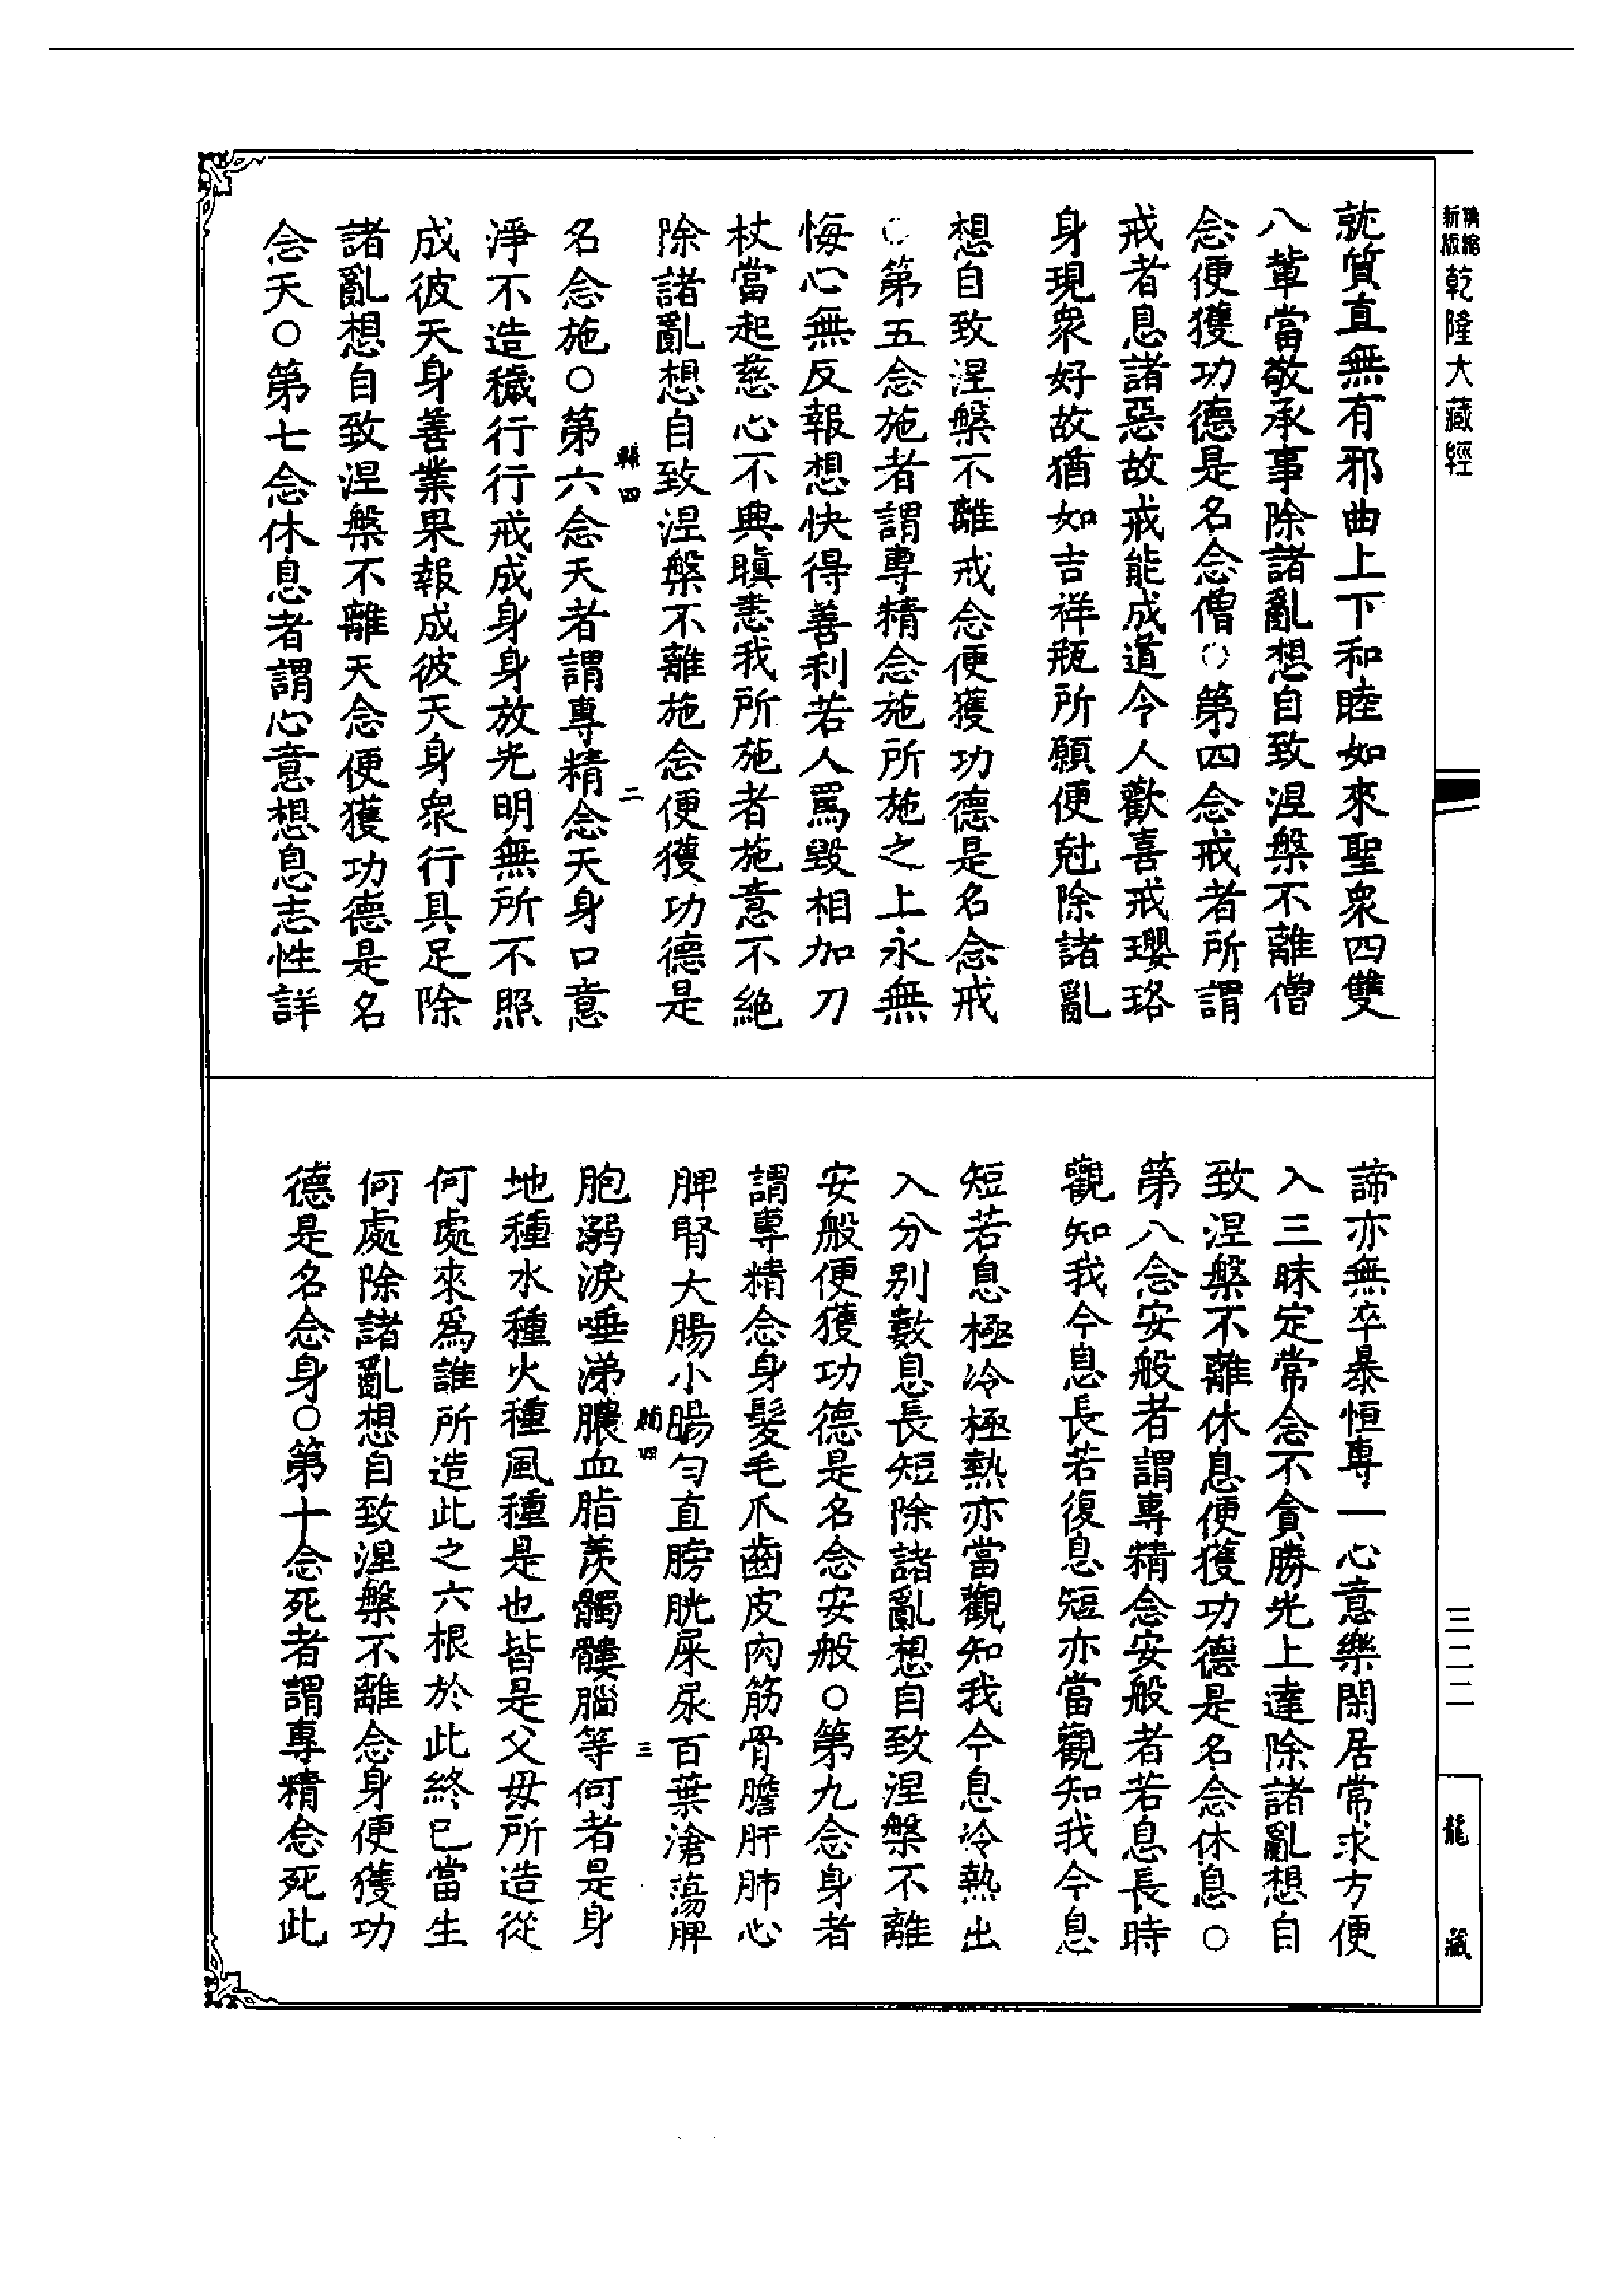 精縮新版乾隆大藏經
就質直無有邪曲上下和睦如來聖衆四雙
八輩當敬承事除諸亂想自致涅槃不離僧
念便獲功德是名念僧○第四念戒者所謂
戒者息諸惡故戒能成道令人歡喜戒瓔珞
身現衆好故猶如吉祥瓶所願便尅除諸亂
想自致涅槃不離戒念便獲功德是名念戒
○第五念施者謂專精念施所施之上永無
悔心無反報想快得善利若人罵毀相加刀
杖當起慈心不興瞋恚我所施者施意不絕
除諸亂想自致涅槃不離施念便獲功德是
四 二
名念施○第六念天者謂專精念天身口意
淨不造穢行行戒成身身放光明無所不照
成彼天身善業果報成彼天身衆行具足除
諸亂想自致涅槃不離天念便獲功德是名
念天○第七念休息者謂心意想息志性詳
諦亦無卒暴恒專一心意樂閑居常求方便
入三昧定常念不貪勝光上達除諸亂想自
致涅槃不離休息便獲功德是名念休息○
第八念安般者謂專精念安般者若息長時
觀知我今息長若復息短亦當觀知我今息
短若息極冷極熱亦當觀知我今息冷熱出
入分別數息長短除諸亂想自致涅槃不離
安般便獲功德是名念安般○第九念身者
謂專精念身髮毛爪齒皮肉筋骨膽肝肺心
脾腎大腸小腸匀直膀胱屎尿百葉滄蕩脾
四 三
胞溺淚唾涕膿血脂羨髑髏腦等何者是身
地種水種火種風種是也皆是父母所造從
何處來爲誰所造此之六根於此終已當生
何處除諸亂想自致涅槃不離念身便獲功
德是名念身○第十念死者謂專精念死此
三二二
龍藏